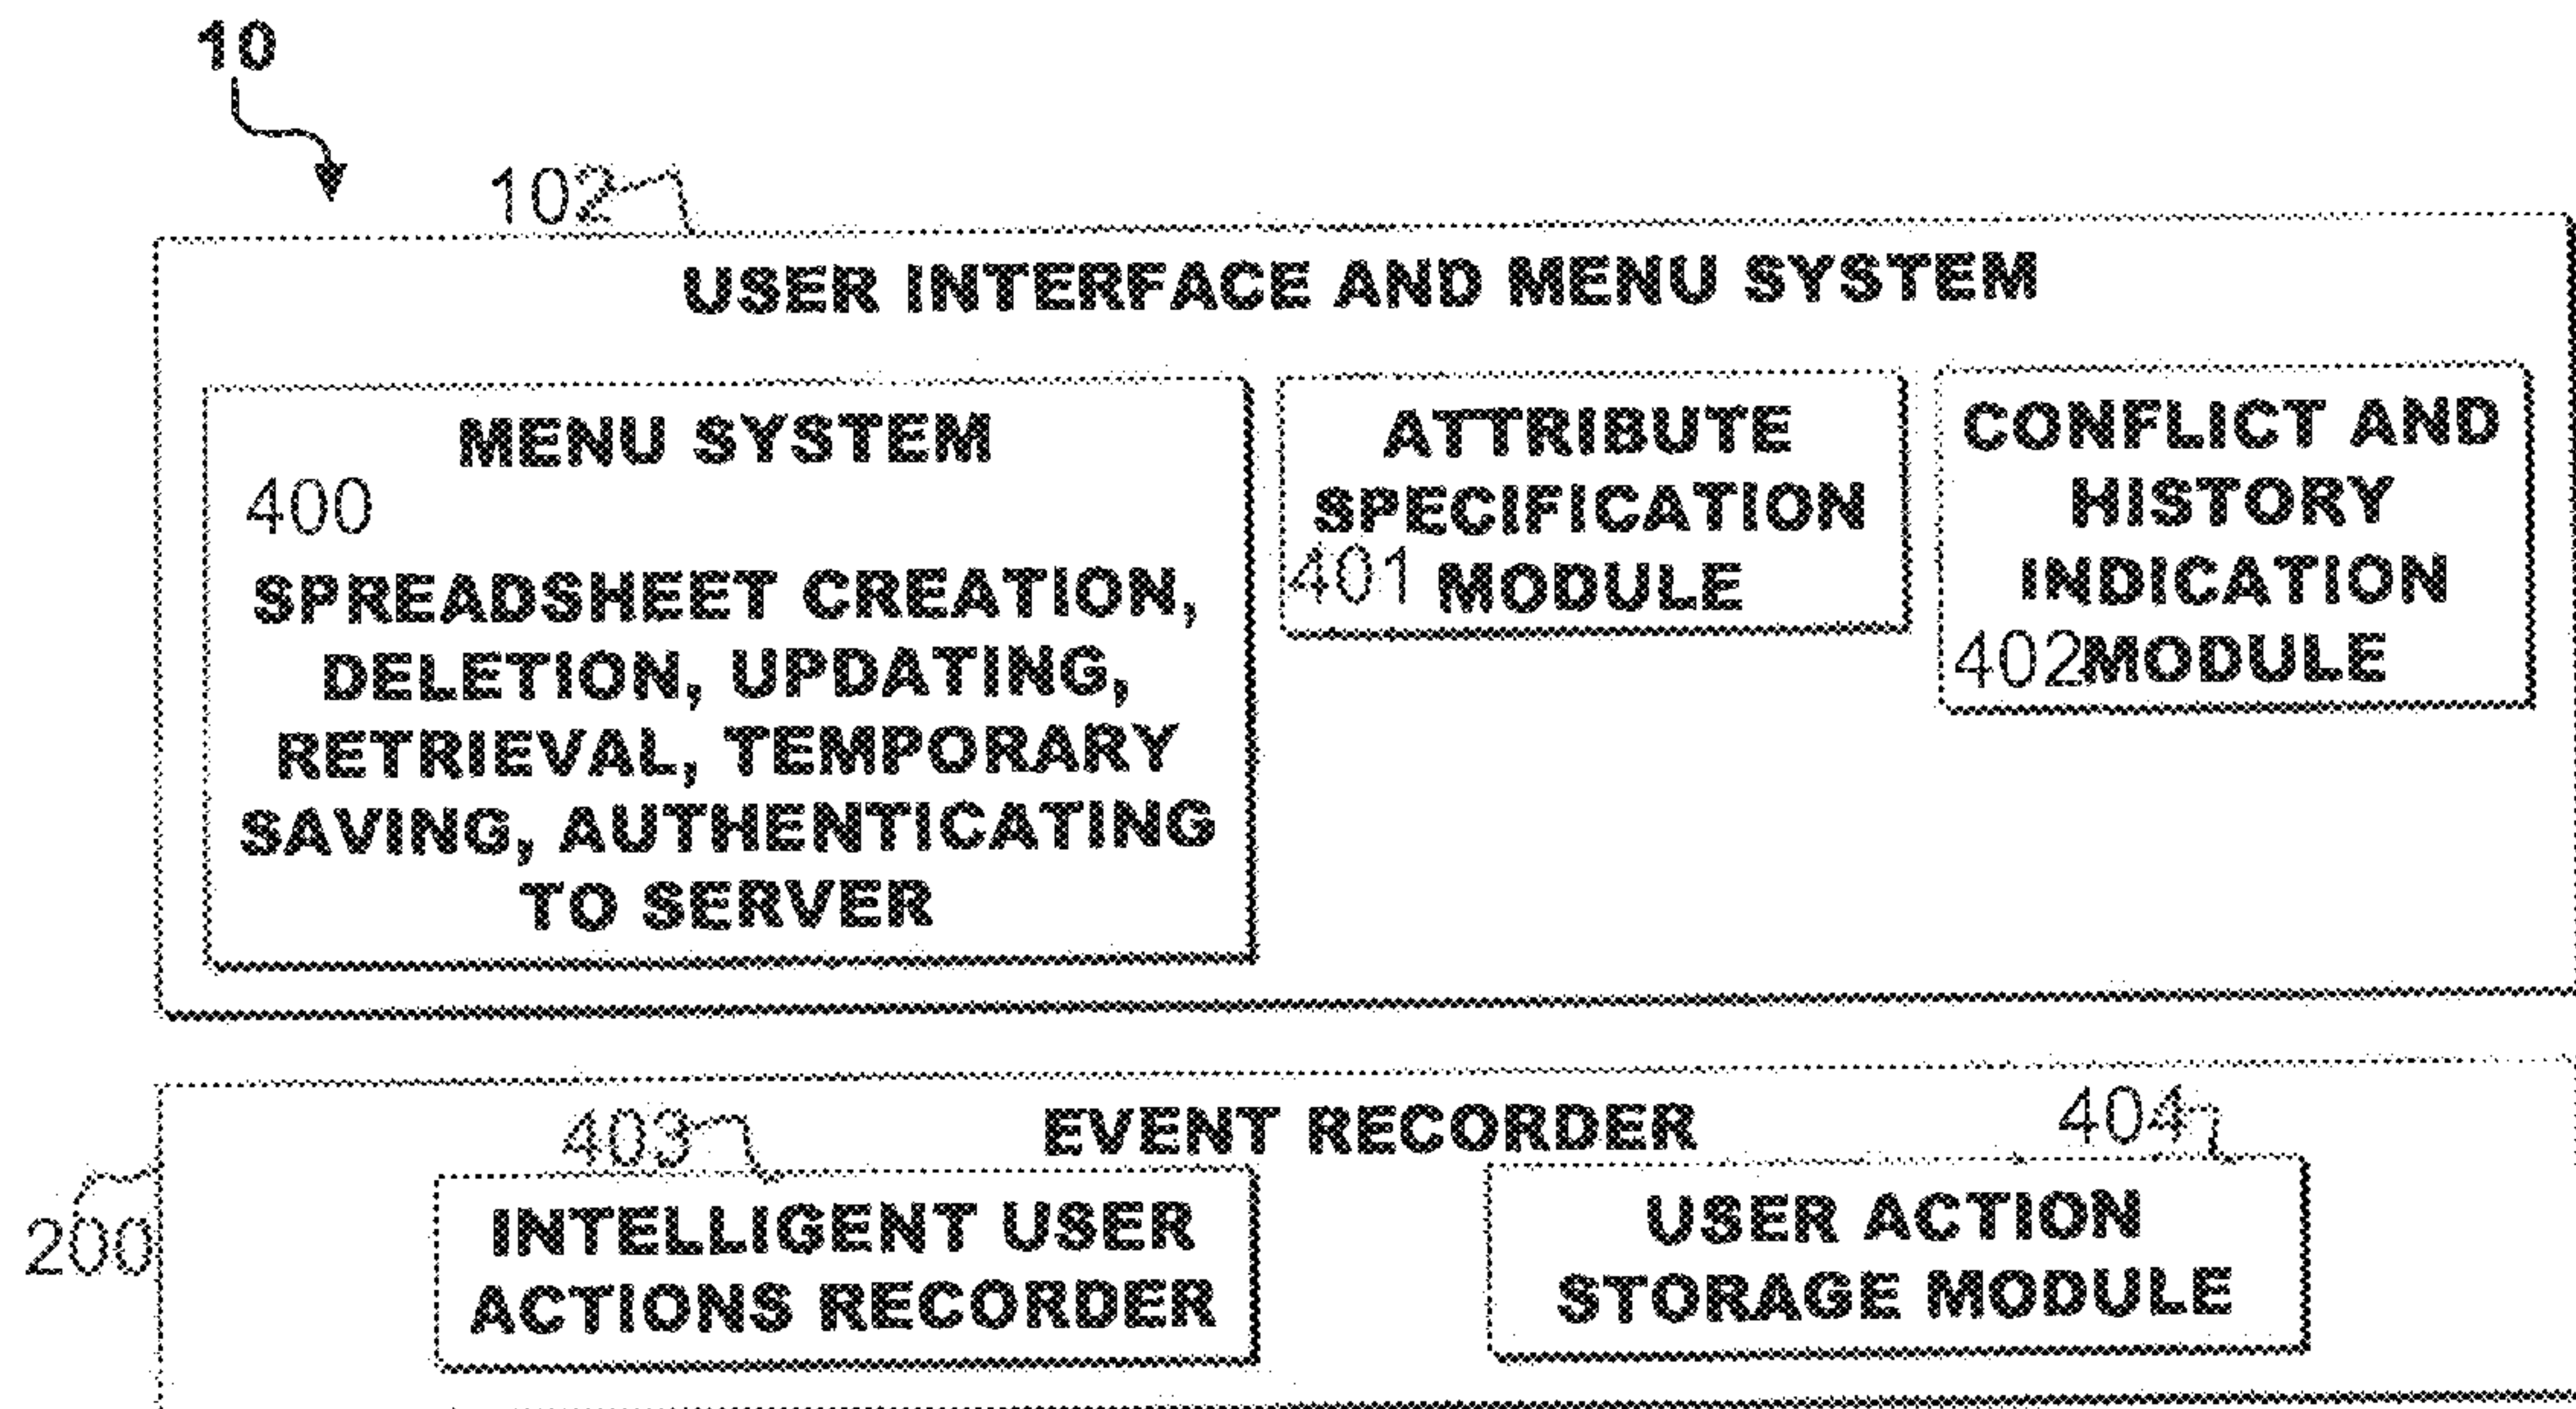 10
102
USER INTERFACE AND MENU SYSTEM
MENU SYSTEM
400
SPREADSHEET CREATION,
DELETION, UPDATING,
RETRIEVAL, TEMPORARY
SAVING, AUTHENTICATING
TO SERVER
ATTRIBUTE
SPECIFICATION
401 MODULE
CONFLICT AND
HISTORY
INDICATION
402 MODULE
EVENT RECORDER
403
404
200
INTELLIGENT USER
ACTIONS RECORDER
USER ACTION
STORAGE MODULE